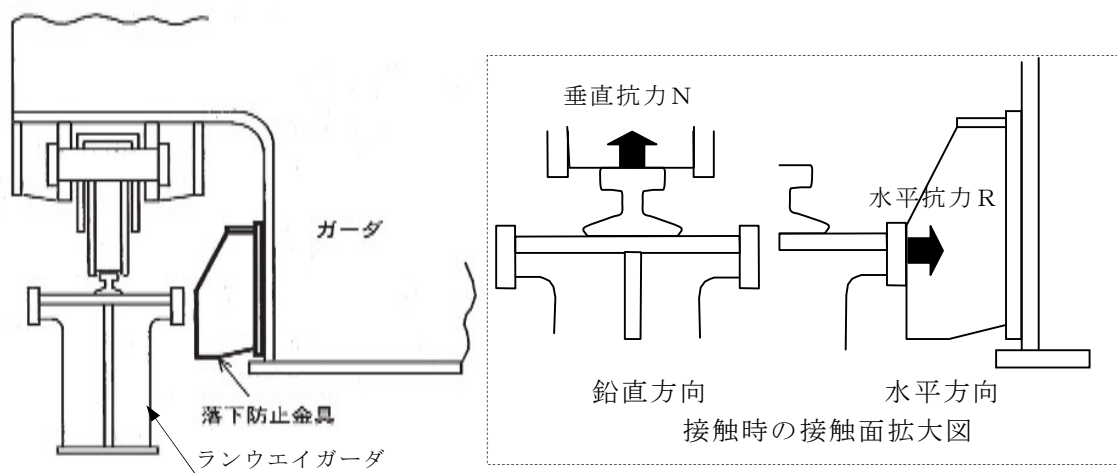 ガーダ
落下防止金具
ランウエイガーダ
垂直抗力N
水平抗力R
鉛直方向
水平方向
接触時の接触面拡大図